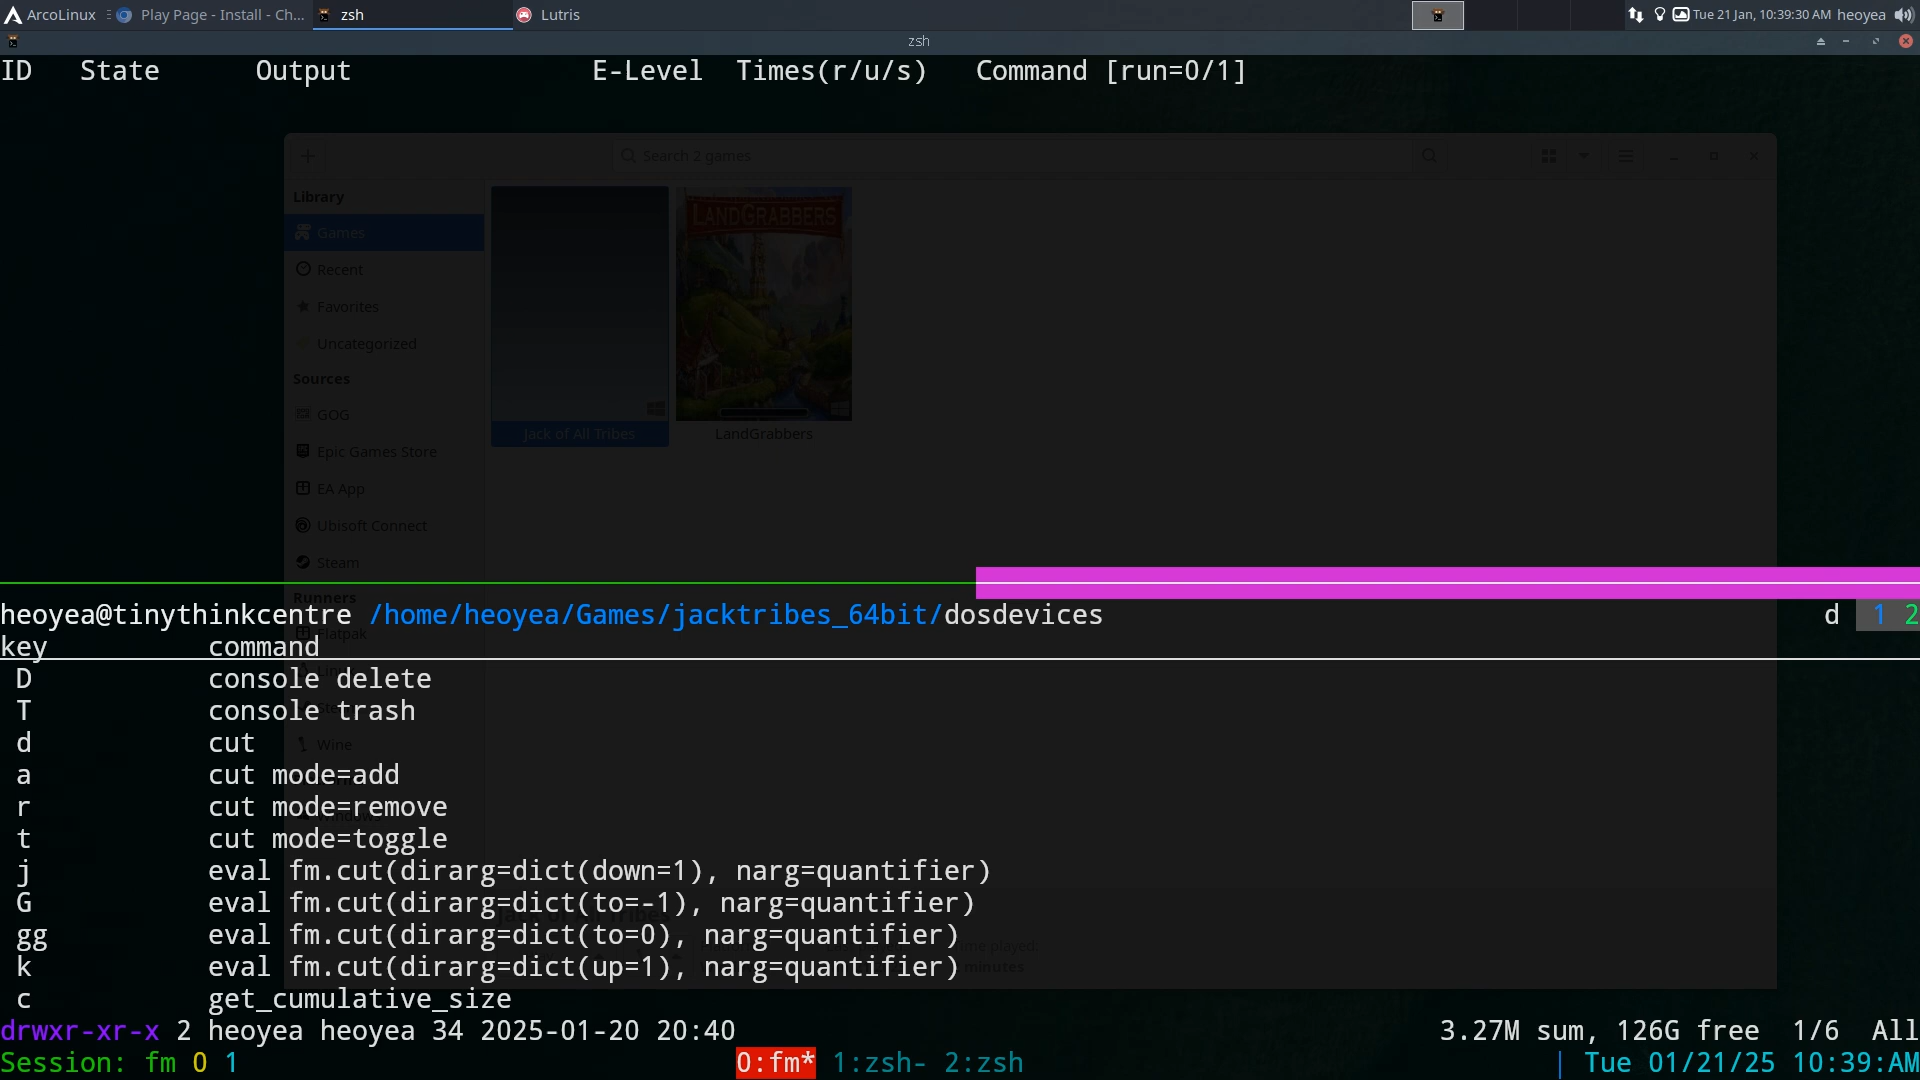 ArcoLinux
Play Page - Install - Ch...
zsh
Lutris
Tue 21 Jan, 10:39:30 AM
heoyea
zsh
ID State Output E-Level Times(r/u/s) Command [run=0/1]
Search 2 games
Library
Games
Recent
Favorites
Uncategorized
Sources
GOG
Epic Games Store
EA App
Ubisoft Connect
Steam
Runners
Flatpak
Wine
Jack of All Tribes
LANDGRABBERS
LandGrabbers
heoyea@tinythinkcentre /home/heoyea/Games/jacktribes_64bit/dosdevices d 1 2
key command
D console delete
T console trash
d cut
a cut mode=add
r cut mode=remove
t cut mode=toggle
j eval fm.cut(dirarg=dict(down=1), narg=quantifier)
G eval fm.cut(dirarg=dict(to=-1), narg=quantifier)
gg eval fm.cut(dirarg=dict(to=0), narg=quantifier)
k eval fm.cut(dirarg=dict(up=1), narg=quantifier)
c get_cumulative_size
played:
minutes
drwxr-xr-x 2 heoyea heoyea 34 2025-01-20 20:40 3.27M sum, 126G free 1/6 All
Session: fm 0 1 0:fm* 1:zsh- 2:zsh | Tue 01/21/25 10:39:AM